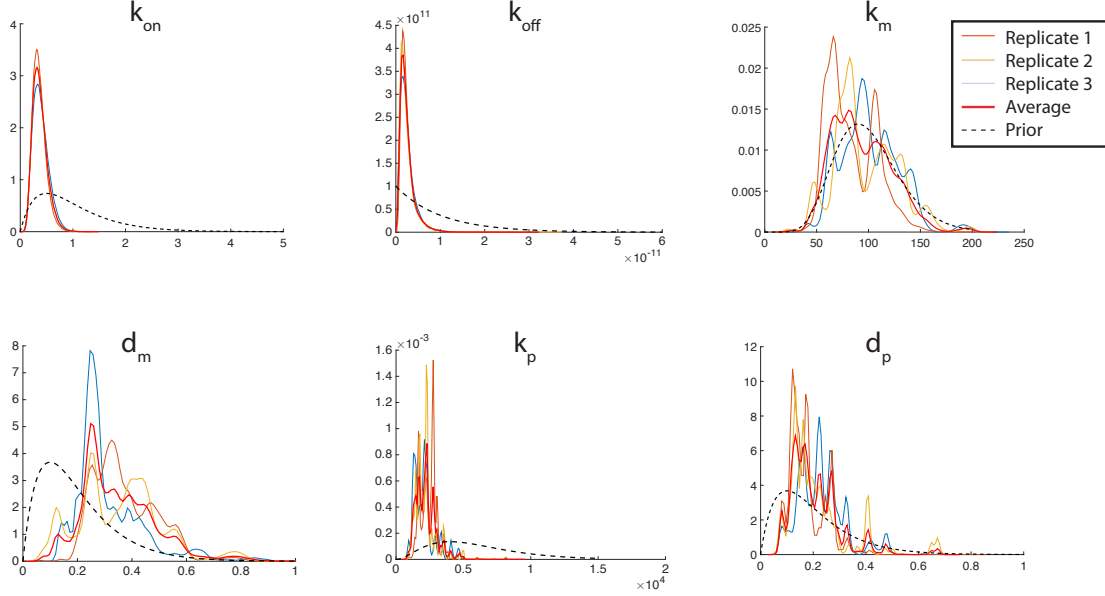 k_on
k_off
k_m
4
3
2
1
0
0 1 2 3 4 5
5 ×10^11
4.5
4
3.5
3
2.5
2
1.5
1
0.5
0
0 1 2 3 4 5 6
×10^-11
0.025
0.02
0.015
0.01
0.005
0
0 50 100 150 200 250
Replicate 1
Replicate 2
Replicate 3
Average
Prior
d_m
k_p
d_p
8
7
6
5
4
3
2
1
0
0 0.2 0.4 0.6 0.8 1
1.6 ×10^-3
1.4
1.2
1
0.8
0.6
0.4
0.2
0
0 0.5 1 1.5 2
×10^4
12
10
8
6
4
2
0
0 0.2 0.4 0.6 0.8 1